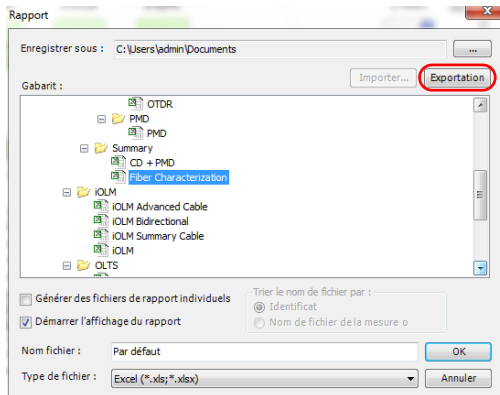 Rapport
Enregistrer sous : C:\Users\admin\Documents ...
Importer... Exportation
Gabarit :
OTDR
PMD
PMD
Summary
CD + PMD
Fiber Characterization
iOLM
iOLM Advanced Cable
iOLM Bidirectional
iOLM Summary Cable
iOLM
OLTS
Générer des fichiers de rapport individuels
Trier le nom de fichier par :
Identificat
Démarrer l'affichage du rapport
Nom de fichier de la mesure o
Nom fichier : Par défaut OK
Type de fichier : Excel (*.xls;*.xlsx) Annuler